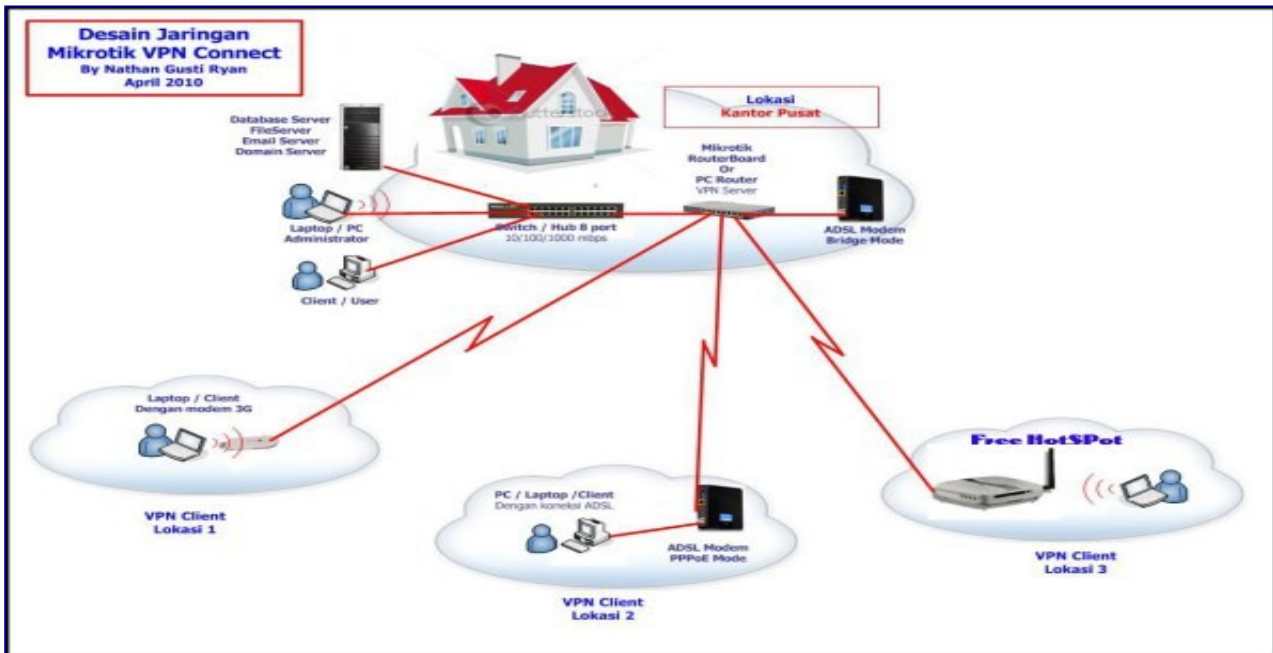 Desain Jaringan
Mikrotik VPN Connect
By Nathan Gusti Ryan
April 2010
Database Server
FileServer
Email Server
Domain Server
Lokasi
Kantor Pusat
Mikrotik
RouterBoard
Or
PC Router
VPN Server
Laptop / PC
Administrator
Switch / Hub 8 port
10/100/1000 mbps
ADSL Modem
Bridge Mode
Client / User
Laptop / Client
Dengan modem 3G
VPN Client
Lokasi 1
PC / Laptop /Client
Dengan koneksi ADSL
ADSL Modem
PPPoE Mode
VPN Client
Lokasi 2
Free HotSPot
VPN Client
Lokasi 3